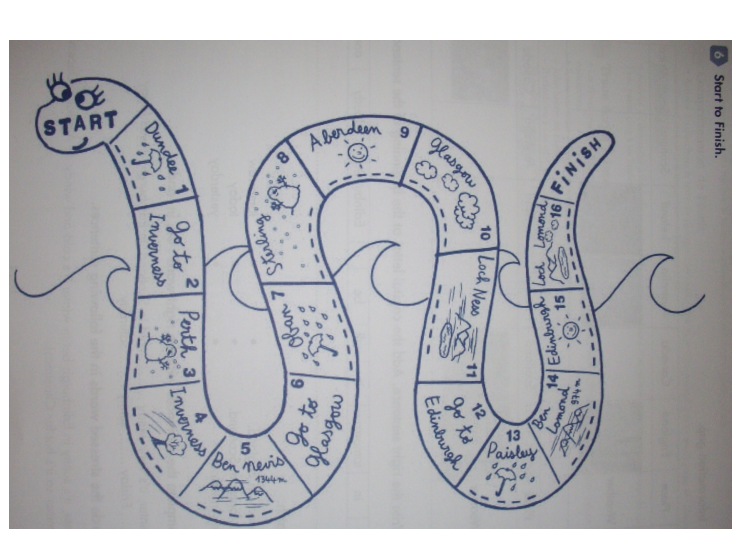 6 Start to Finish.
START
Dundee 1
Go to 2
Inverness
Perth 3
4
Inverness
5
Ben Nevis
1344m
6
Go to
Glasgow
7
Oban
8
Stirling
Aberdeen 9
Glasgow
10
Loch Ness
11
12
Go to
Edinburgh
13
Paisley
14
Ben
Lomond
974m
Edinburgh 15
Loch Lomond 16
FINISH